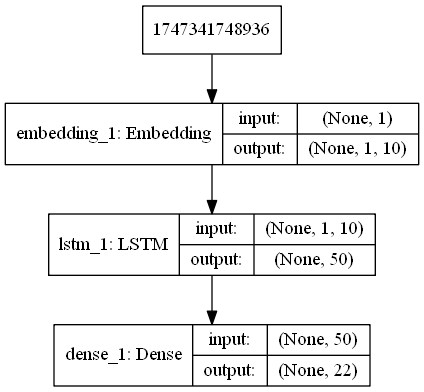 1747341748936
embedding_1: Embedding
input:
(None, 1)
output:
(None, 1, 10)
lstm_1: LSTM
input:
(None, 1, 10)
output:
(None, 50)
dense_1: Dense
input:
(None, 50)
output:
(None, 22)